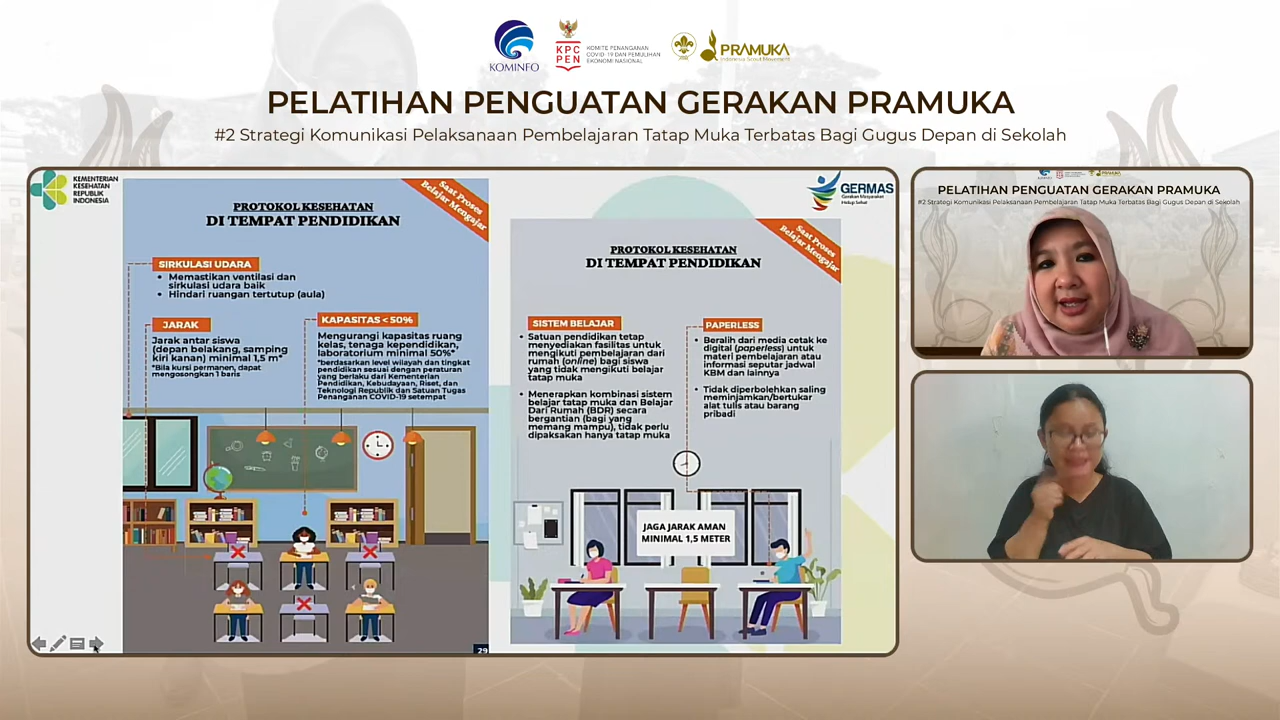 KOMINFO
KPC
PEN
KOMITE PENANGANAN
COVID-19 DAN PEMULIHAN
EKONOMI NASIONAL
PRAMUKA
Indonesia Scout Movement
PELATIHAN PENGUATAN GERAKAN PRAMUKA
#2 Strategi Komunikasi Pelaksanaan Pembelajaran Tatap Muka Terbatas Bagi Gugus Depan di Sekolah
KEMENTERIAN
KESEHATAN
REPUBLIK
INDONESIA
Saat Proses
Belajar Mengajar
PROTOKOL KESEHATAN
DI TEMPAT PENDIDIKAN
SIRKULASI UDARA
• Memastikan ventilasi dan
sirkulasi udara baik
• Hindari ruangan tertutup (aula)
JARAK
Jarak antar siswa
(depan belakang, samping
kiri kanan) minimal 1,5 m*
*Bila kursi permanen, dapat
mengosongkan 1 baris
KAPASITAS < 50%
Mengurangi kapasitas ruang
kelas, tenaga kependidikan,
laboratorium minimal 50%*
*berdasarkan level wilayah dan tingkat
pendidikan sesuai dengan peraturan
yang berlaku dari Kementerian
Pendidikan, Kebudayaan, Riset, dan
Teknologi Republik dan Satuan Tugas
Penanganan COVID-19 setempat
29
GERMAS
Gerakan Masyarakat
Hidup Sehat
Saat Proses
Belajar Mengajar
PROTOKOL KESEHATAN
DI TEMPAT PENDIDIKAN
SISTEM BELAJAR
• Satuan pendidikan tetap
menyediakan fasilitas untuk
mengikuti pembelajaran dari
rumah (online) bagi siswa
yang tidak mengikuti belajar
tatap muka
• Menerapkan kombinasi sistem
belajar tatap muka dan Belajar
Dari Rumah (BDR) secara
bergantian (bagi yang
memang mampu), tidak perlu
dipaksakan hanya tatap muka
PAPERLESS
• Beralih dari media cetak ke
digital (paperless) untuk
materi pembelajaran atau
informasi seputar jadwal
KBM dan lainnya
• Tidak diperbolehkan saling
meminjamkan/bertukar
alat tulis atau barang
pribadi
JAGA JARAK AMAN
MINIMAL 1,5 METER
PELATIHAN PENGUATAN GERAKAN PRAMUKA
#2 Strategi Komunikasi Pelaksanaan Pembelajaran Tatap Muka Terbatas Bagi Gugus Depan di Sekolah